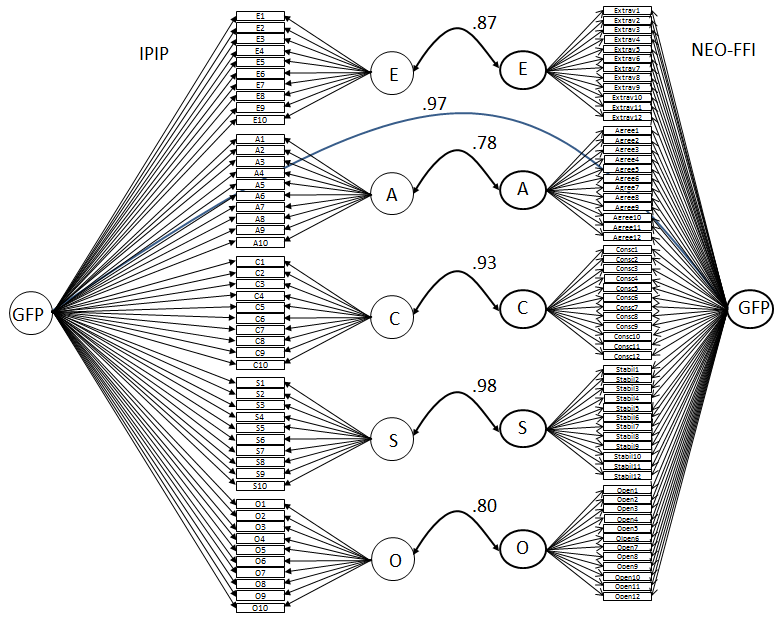 IPIP
NEO-FFI
GFP
E1
E2
E3
E4
E5
E6
E7
E8
E9
E10
A1
A2
A3
A4
A5
A6
A7
A8
A9
A10
C1
C2
C3
C4
C5
C6
C7
C8
C9
C10
S1
S2
S3
S4
S5
S6
S7
S8
S9
S10
O1
O2
O3
O4
O5
O6
O7
O8
O9
O10
E
.87
E
.97
A
.78
A
C
.93
C
S
.98
S
O
.80
O
Extrav1
Extrav2
Extrav3
Extrav4
Extrav5
Extrav6
Extrav7
Extrav8
Extrav9
Extrav10
Extrav11
Extrav12
Agree1
Agree2
Agree3
Agree4
Agree5
Agree6
Agree7
Agree8
Agree9
Agree10
Agree11
Agree12
Consc1
Consc2
Consc3
Consc4
Consc5
Consc6
Consc7
Consc8
Consc9
Consc10
Consc11
Consc12
Stabil1
Stabil2
Stabil3
Stabil4
Stabil5
Stabil6
Stabil7
Stabil8
Stabil9
Stabil10
Stabil11
Stabil12
Open1
Open2
Open3
Open4
Open5
Oipen6
Open7
Open8
Open9
Open10
Open11
Open12
GFP